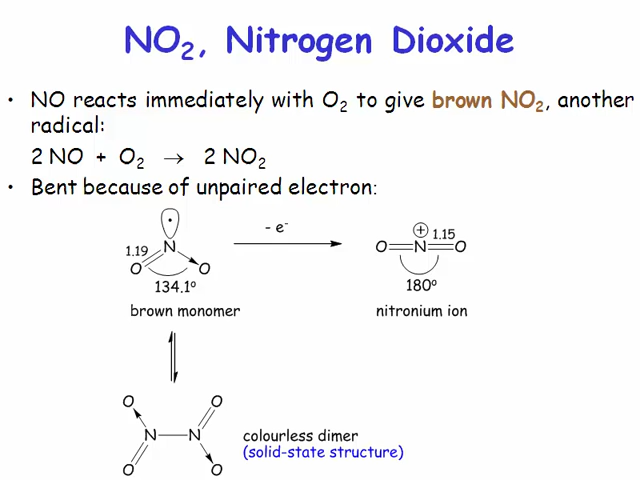 NO₂, Nitrogen Dioxide
• NO reacts immediately with O₂ to give brown NO₂, another
radical:
2 NO + O₂ → 2 NO₂
• Bent because of unpaired electron:
- e⁻
1.19 N
O O
134.1°
brown monomer
+ 1.15
O N O
180°
nitronium ion
O O
N N
O O
colourless dimer
(solid-state structure)